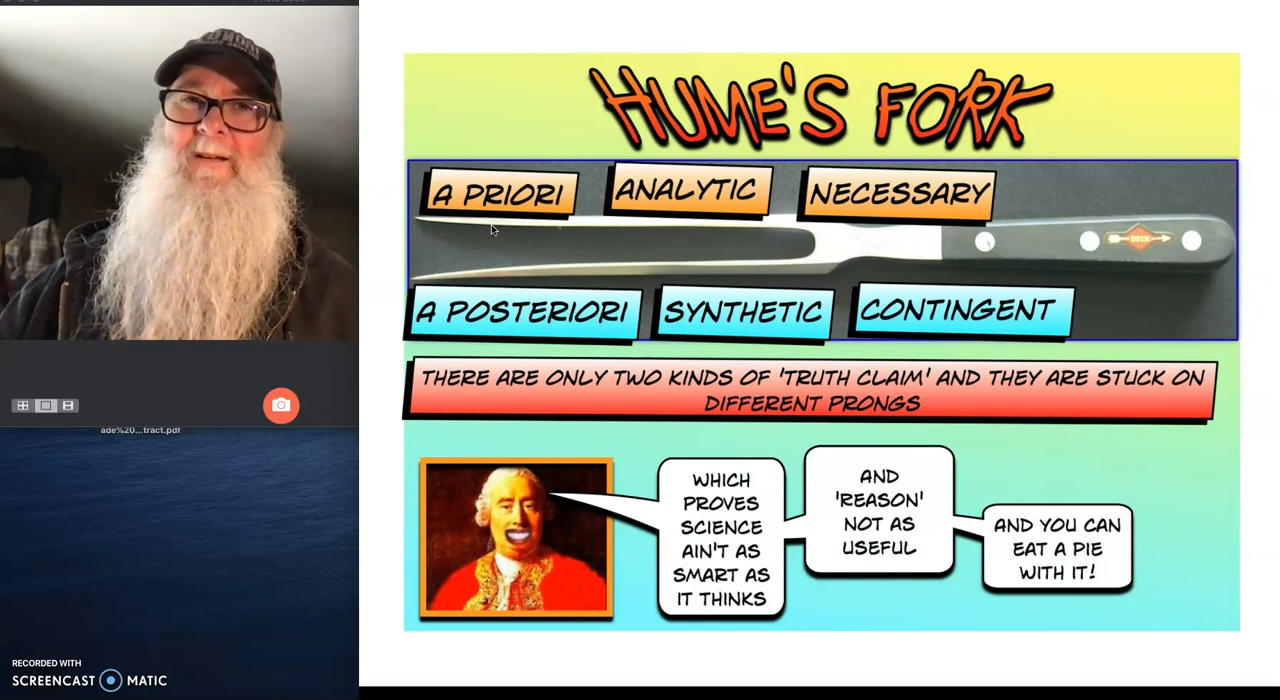 HUME'S FORK
A PRIORI
ANALYTIC
NECESSARY
DICK
A POSTERIORI
SYNTHETIC
CONTINGENT
THERE ARE ONLY TWO KINDS OF 'TRUTH CLAIM' AND THEY ARE STUCK ON
DIFFERENT PRONGS
WHICH
PROVES
SCIENCE
AIN'T AS
SMART AS
IT THINKS
AND
'REASON'
NOT AS
USEFUL
AND YOU CAN
EAT A PIE
WITH IT!
ade%20...tract.pdf
RECORDED WITH
SCREENCAST MATIC